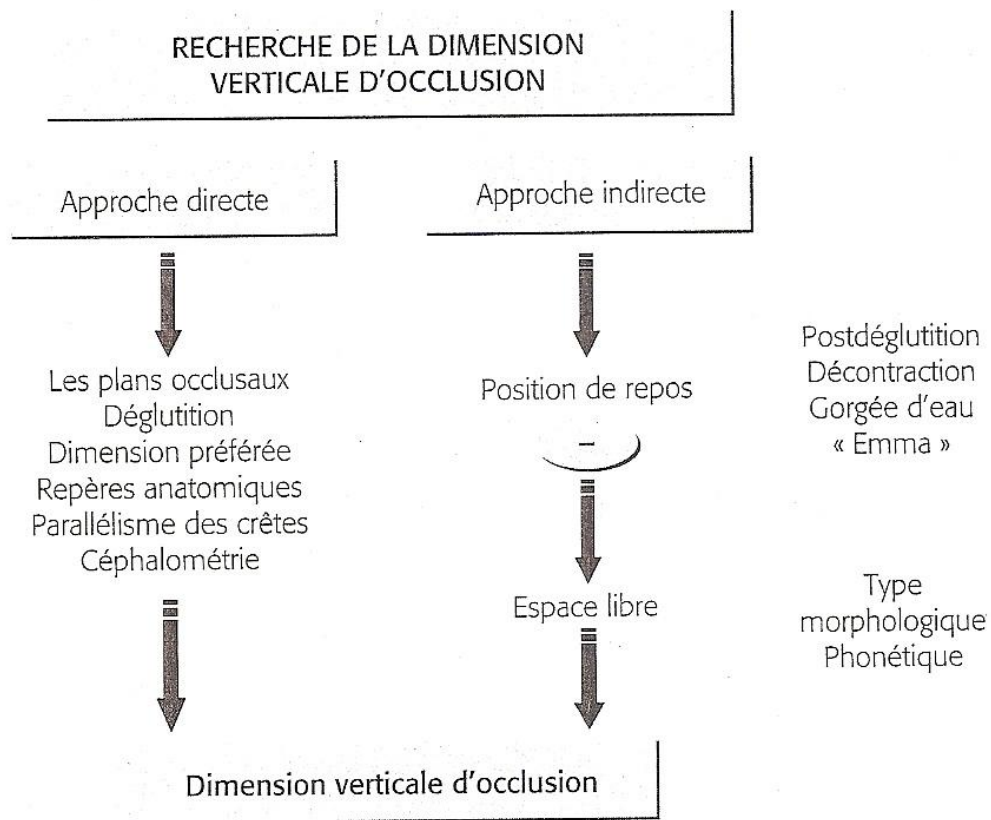 RECHERCHE DE LA DIMENSION
VERTICALE D'OCCLUSION
Approche directe
Approche indirecte
Les plans occlusaux
Déglutition
Dimension préférée
Repères anatomiques
Parallélisme des crêtes
Céphalométrie
Position de repos
–
Espace libre
Postdéglutition
Décontraction
Gorgée d'eau
« Emma »
Type
morphologique
Phonétique
Dimension verticale d'occlusion